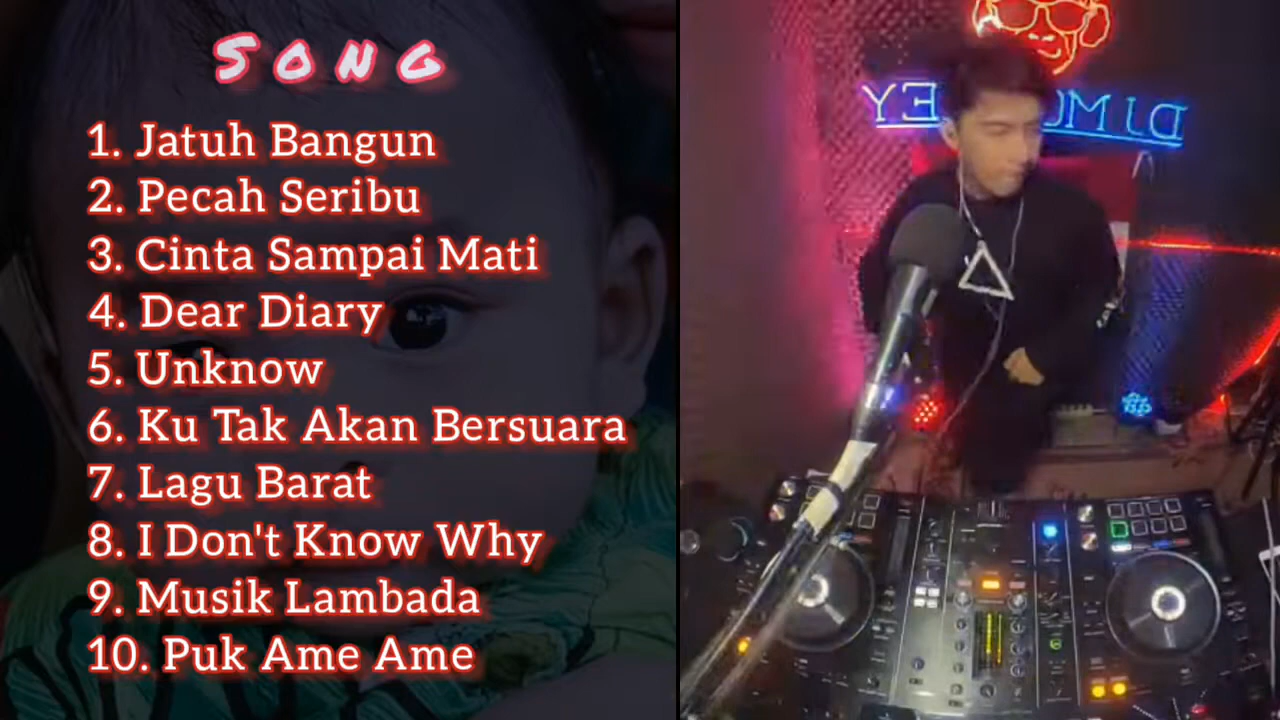 Song
1. Jatuh Bangun
2. Pecah Seribu
3. Cinta Sampai Mati
4. Dear Diary
5. Unknow
6. Ku Tak Akan Bersuara
7. Lagu Barat
8. I Don't Know Why
9. Musik Lambada
10. Puk Ame Ame
DJ